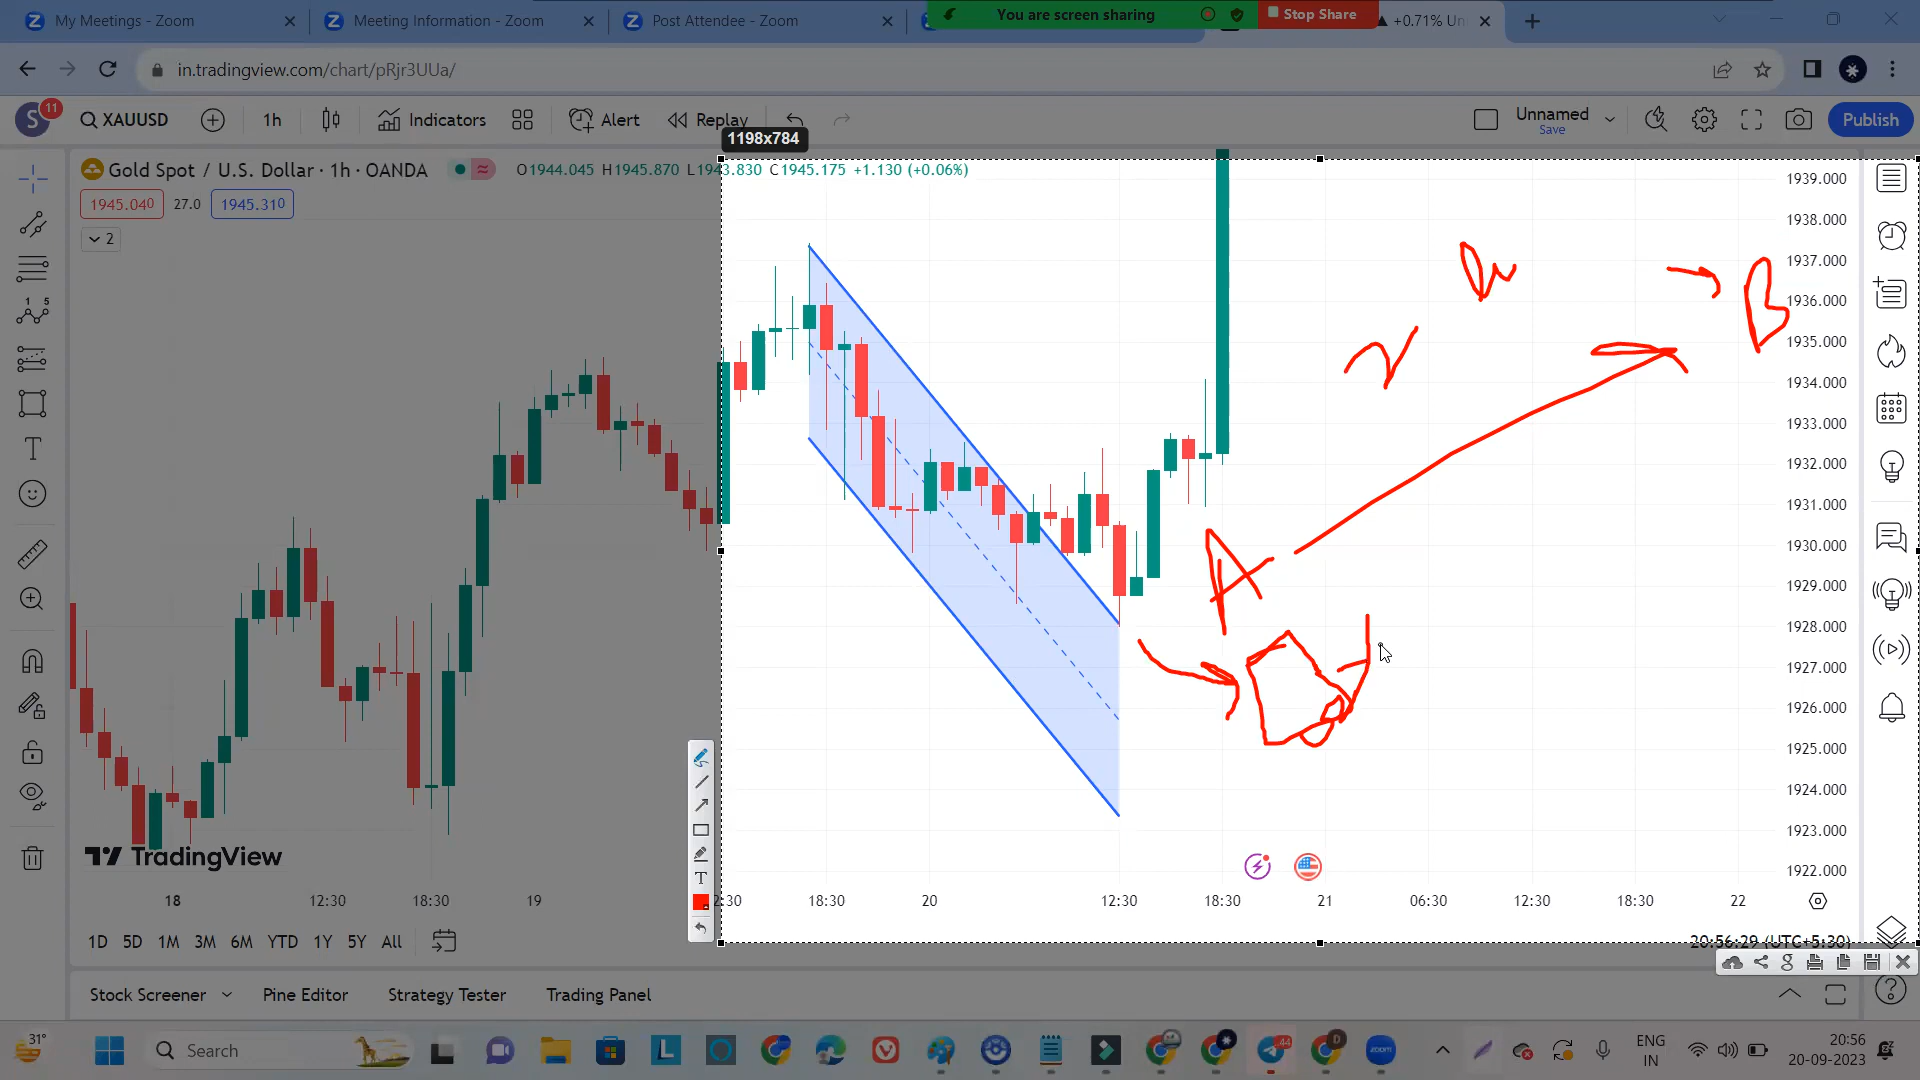 My Meetings - Zoom
Meeting Information - Zoom
Post Attendee - Zoom
You are screen sharing
Stop Share
+0.71% Un
in.tradingview.com/chart/pRjr3UUa/
S 11
XAUUSD
1h
Indicators
Alert
Replay
Unnamed
Save
Publish
1198x784
Gold Spot / U.S. Dollar · 1h · OANDA
O1944.045 H1945.870 L1943.830 C1945.175 +1.130 (+0.06%)
1945.040
27.0
1945.310
2
1939.000
1938.000
1937.000
1936.000
1935.000
1934.000
1933.000
1932.000
1931.000
1930.000
1929.000
1928.000
1927.000
1926.000
1925.000
1924.000
1923.000
1922.000
B
A
TradingView
18
12:30
18:30
19
2:30
18:30
20
12:30
18:30
21
06:30
12:30
18:30
22
1D 5D 1M 3M 6M YTD 1Y 5Y All
20:56:29 (UTC+5:30)
Stock Screener
Pine Editor
Strategy Tester
Trading Panel
31°
Search
44
zoom
ENG
IN
20:56
20-09-2023